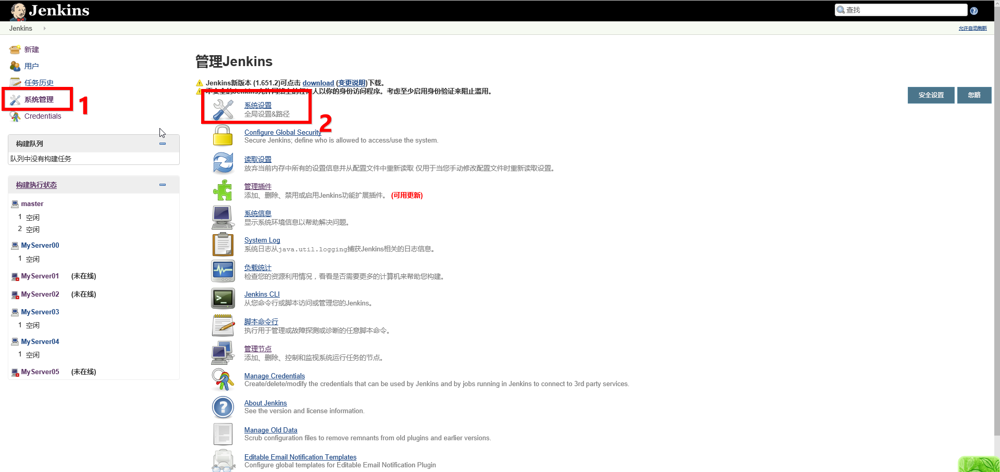 Jenkins
查找
Jenkins
允许自动刷新
新建
用户
任务历史
系统管理
1
Credentials
构建队列
队列中没有构建任务
构建执行状态
master
1 空闲
2 空闲
MyServer00
1 空闲
MyServer01 (未在线)
MyServer02 (未在线)
MyServer03
1 空闲
MyServer04
1 空闲
MyServer05 (未在线)
管理Jenkins
Jenkins新版本 (1.651.2)可点击 download (变更说明)下载。
不安全的Jenkins允许网络上的任何人以你的身份访问程序。考虑至少启用身份验证来阻止滥用。
安全设置 忽略
系统设置
全局设置&路径
2
Configure Global Security
Secure Jenkins; define who is allowed to access/use the system.
读取设置
放弃当前内存中所有的设置信息并从配置文件中重新读取 仅用于当您手动修改配置文件时重新读取设置。
管理插件
添加、删除、禁用或启用Jenkins功能扩展插件。 (可用更新)
系统信息
显示系统环境信息以帮助解决问题。
System Log
系统日志从java.util.logging捕获Jenkins相关的日志信息。
负载统计
检查您的资源利用情况，看看是否需要更多的计算机来帮助您构建。
Jenkins CLI
从您命令行或脚本访问或管理您的Jenkins。
脚本命令行
执行用于管理或故障探测或诊断的任意脚本命令。
管理节点
添加、删除、控制和监视系统运行任务的节点。
Manage Credentials
Create/delete/modify the credentials that can be used by Jenkins and by jobs running in Jenkins to connect to 3rd party services.
About Jenkins
See the version and license information.
Manage Old Data
Scrub configuration files to remove remnants from old plugins and earlier versions.
Editable Email Notification Templates
Configure global templates for Editable Email Notification Plugin